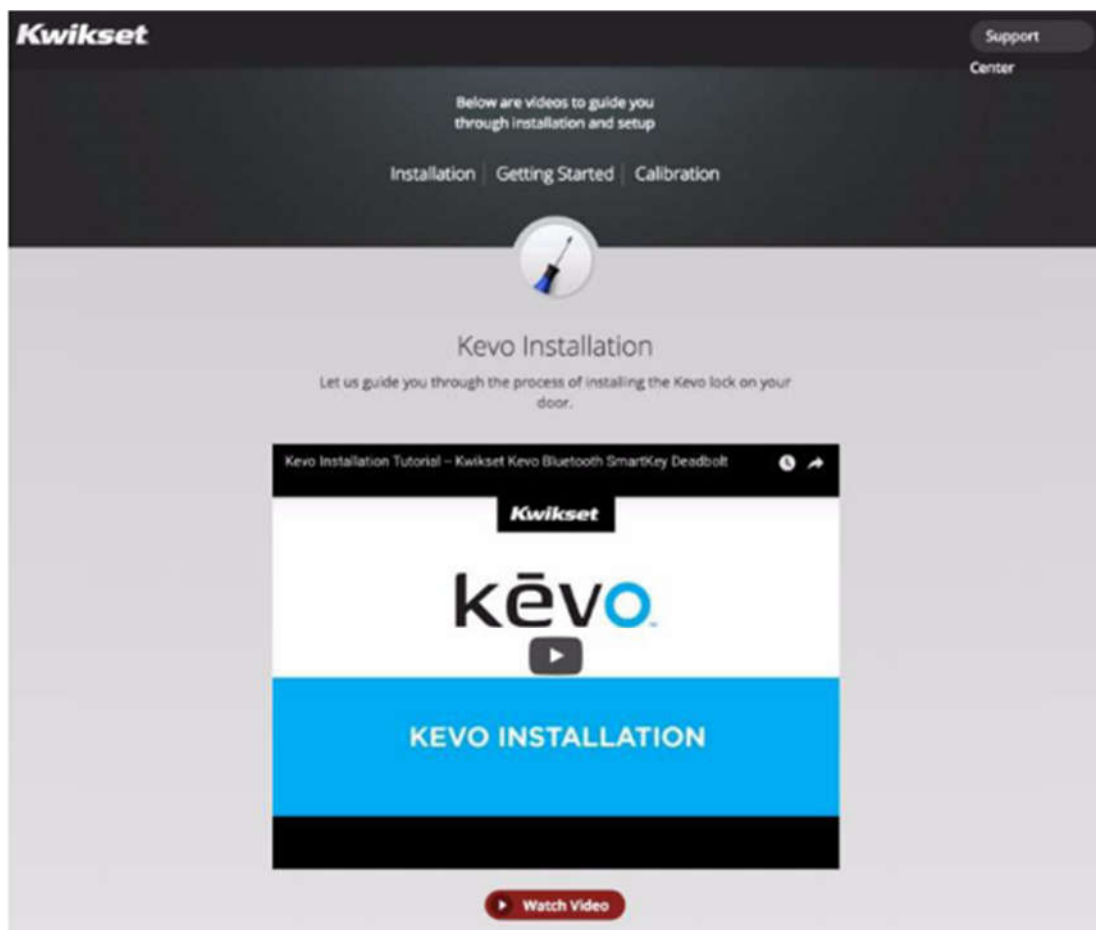 Kwikset
Support
Center
Below are videos to guide you
through installation and setup
Installation | Getting Started | Calibration
Kevo Installation
Let us guide you through the process of installing the Kevo lock on your
door.
Kevo Installation Tutorial -- Kwikset Kevo Bluetooth SmartKey Deadbolt
Kwikset
kēvo™
KEVO INSTALLATION
Watch Video